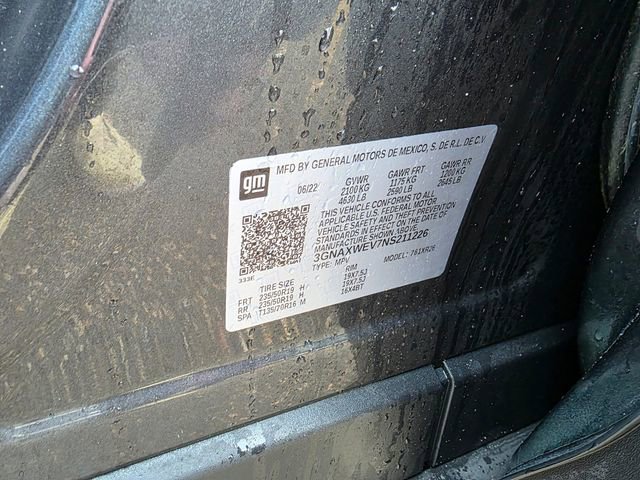 MFD BY GENERAL MOTORS DE MEXICO, S. DE R.L. DE C.V
gm
06/22 GVWR GAWR FRT GAWR RR
2100 KG 1175 KG 1200 KG
4630 LB 2590 LB 2645 LB
THIS VEHICLE CONFORMS TO ALL
APPLICABLE U.S. FEDERAL MOTOR
VEHICLE SAFETY AND THEFT PREVENTION
STANDARDS IN EFFECT ON THE DATE OF
MANUFACTURE SHOWN ABOVE.
3GNAXWEV7NS211226
333E TYPE: MPV MODEL: 761XR26
TIRE SIZE RIM
FRT 235/50R19 H 19X7.5J
RR 235/50R19 H 19X7.5J
SPA T135/70R16 M 16X4BT